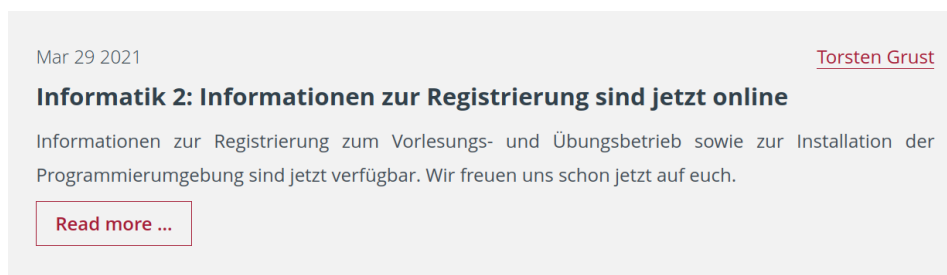 Mar 29 2021 Torsten Grust
Informatik 2: Informationen zur Registrierung sind jetzt online
Informationen zur Registrierung zum Vorlesungs- und Übungsbetrieb sowie zur Installation der
Programmierumgebung sind jetzt verfügbar. Wir freuen uns schon jetzt auf euch.
Read more ...